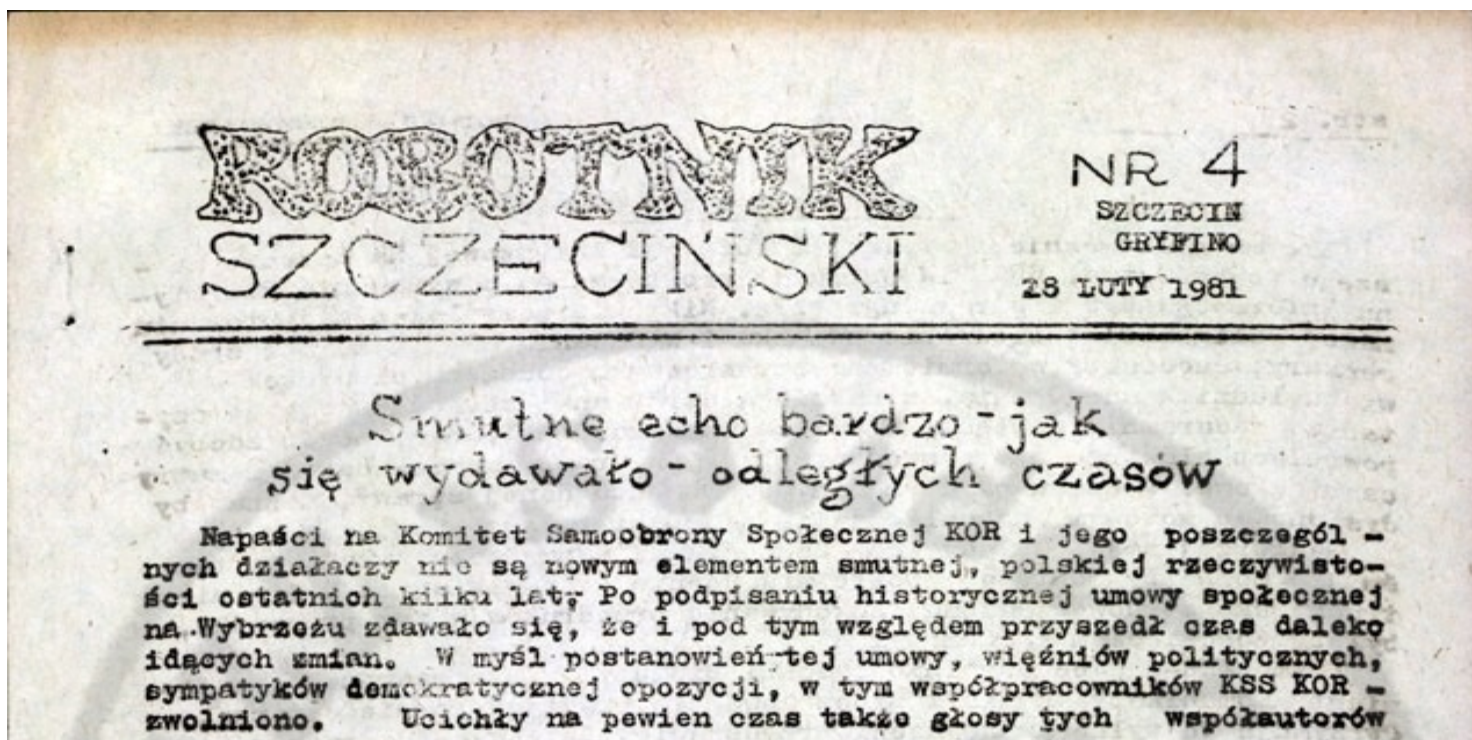 ROBOTNIK
SZCZECIŃSKI
NR 4
SZCZECIN
GRYFINO
28 LUTY 1981
Smutne echo bardzo - jak
się wydawało - odległych czasów
Napaści na Komitet Samoobrony Społecznej KOR i jego poszczegól -
nych działaczy nie są nowym elementem smutnej, polskiej rzeczywisto-
ści ostatnich kilku lat; Po podpisaniu historycznej umowy społecznej
na Wybrzeżu zdawało się, że i pod tym względem przyszedł czas daleko
idących zmian. W myśl postanowień tej umowy, więźniów politycznych,
sympatyków demokratycznej opozycji, w tym współpracowników KSS KOR -
zwolniono. Ucichły na pewien czas także głosy tych współautorów